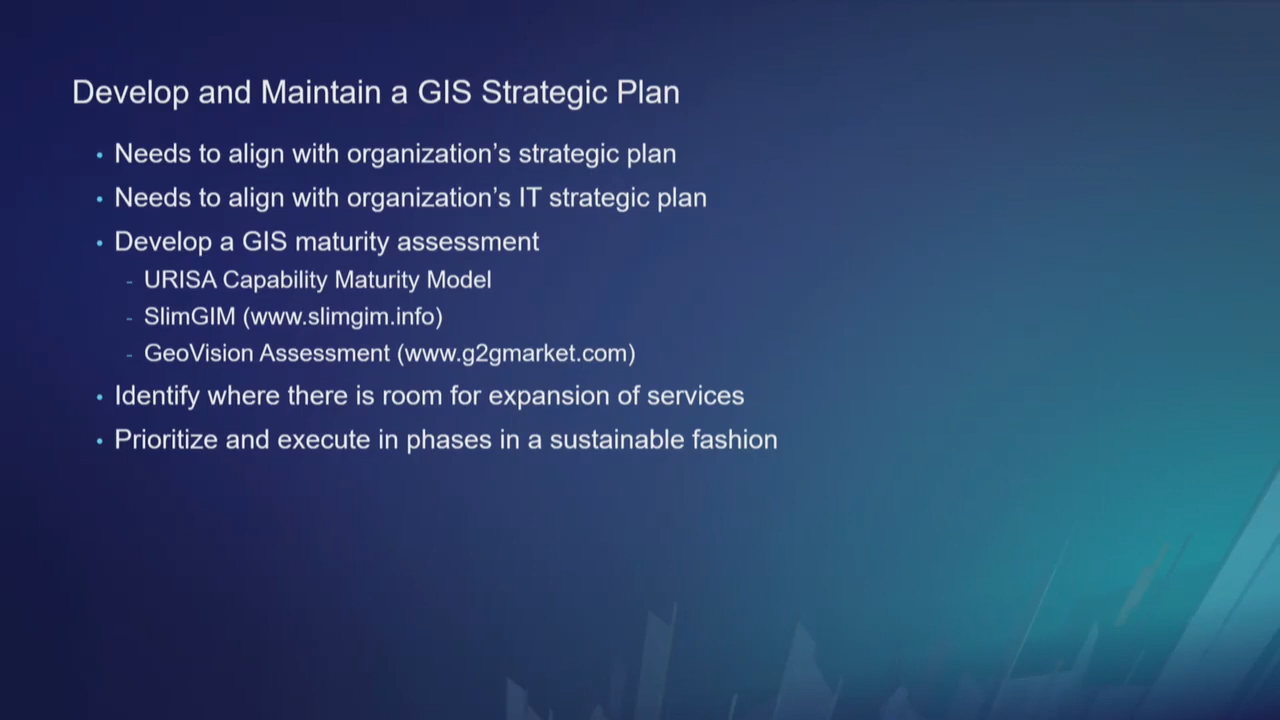 Develop and Maintain a GIS Strategic Plan
• Needs to align with organization’s strategic plan
• Needs to align with organization’s IT strategic plan
• Develop a GIS maturity assessment
- URISA Capability Maturity Model
- SlimGIM (www.slimgim.info)
- GeoVision Assessment (www.g2gmarket.com)
• Identify where there is room for expansion of services
• Prioritize and execute in phases in a sustainable fashion